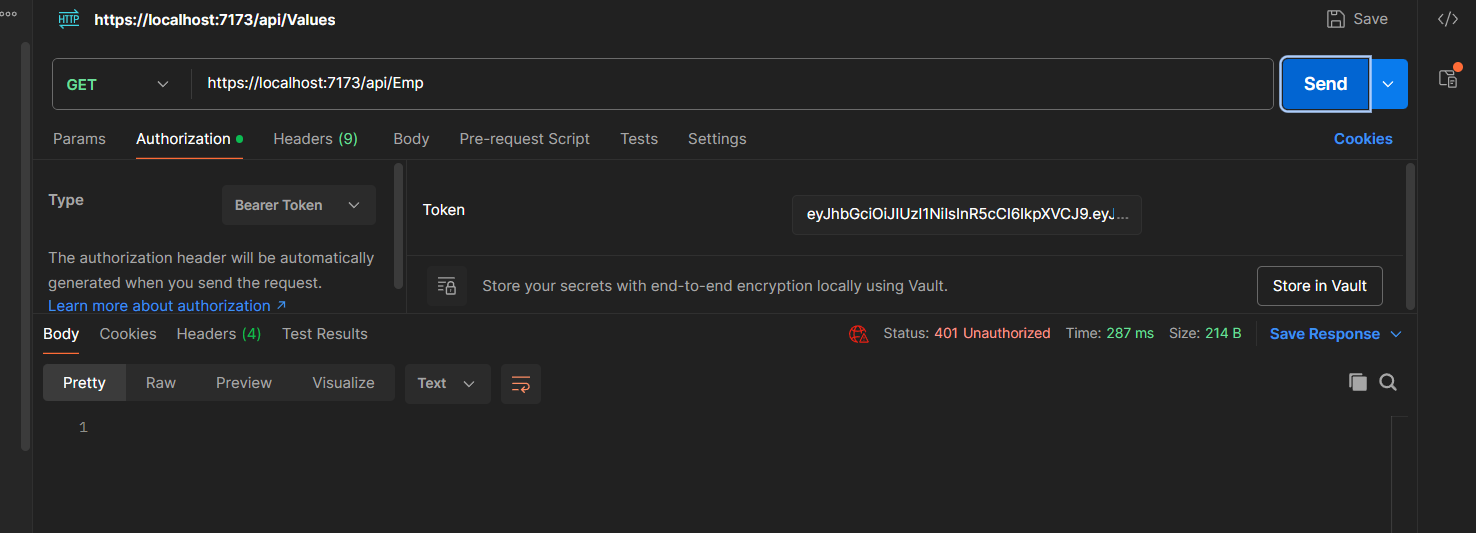 HTTP https://localhost:7173/api/Values Save
GET https://localhost:7173/api/Emp Send
Params Authorization Headers (9) Body Pre-request Script Tests Settings Cookies
Type Bearer Token
The authorization header will be automatically
generated when you send the request.
Learn more about authorization ↗
Token eyJhbGciOiJIUzI1NiIsInR5cCI6IkpXVCJ9.eyJ...
Store your secrets with end-to-end encryption locally using Vault. Store in Vault
Body Cookies Headers (4) Test Results Status: 401 Unauthorized Time: 287 ms Size: 214 B Save Response
Pretty Raw Preview Visualize Text
1